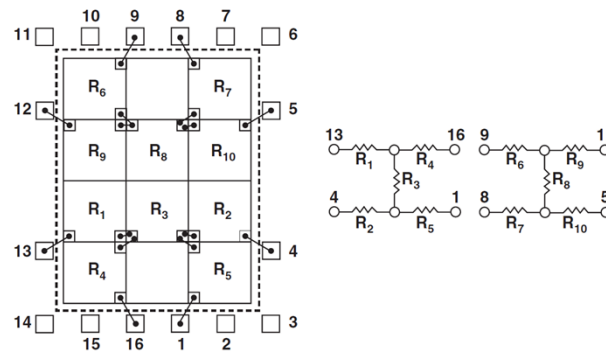 11 10 9 8 7 6
R6 R7
12 5
R9 R8 R10
13 16 9 1
R1 R4 R6 R9
R3 R8
R1 R3 R2
4 1 8 5
R2 R5 R7 R10
13 4
R4 R5
14 15 16 1 2 3